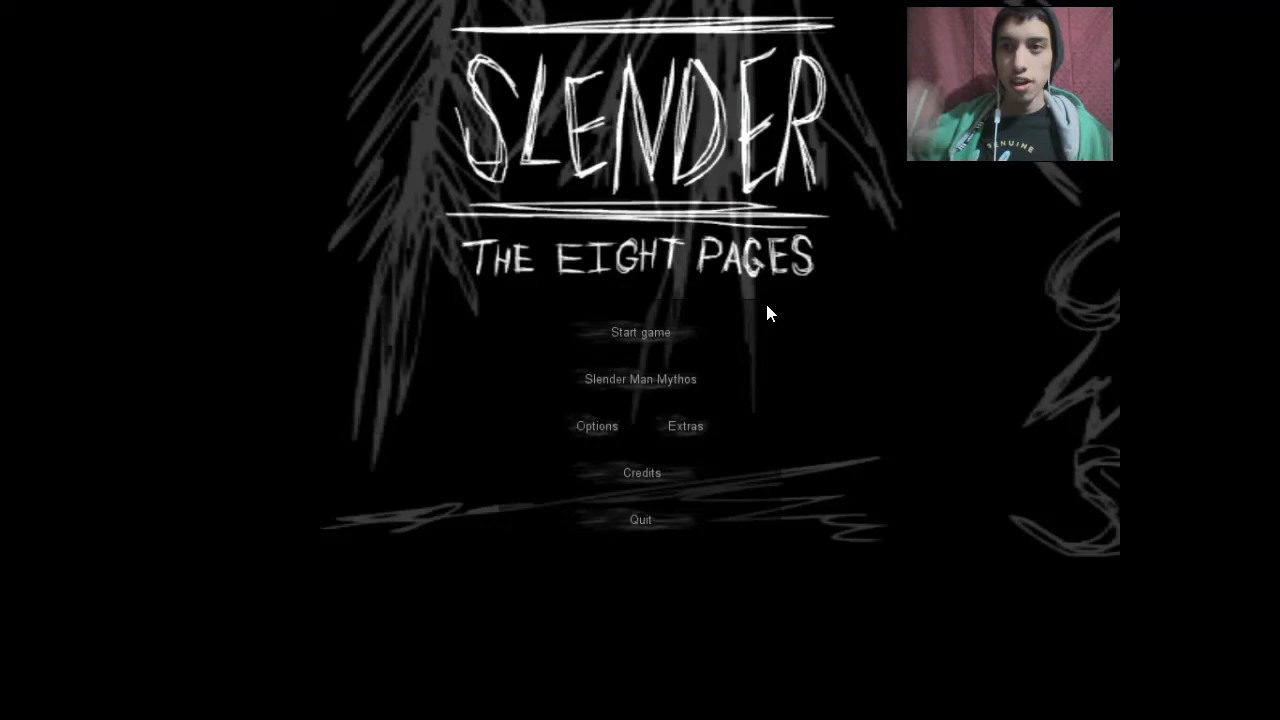 SLENDER
THE EIGHT PAGES
Start game
Slender Man Mythos
Options Extras
Credits
Quit